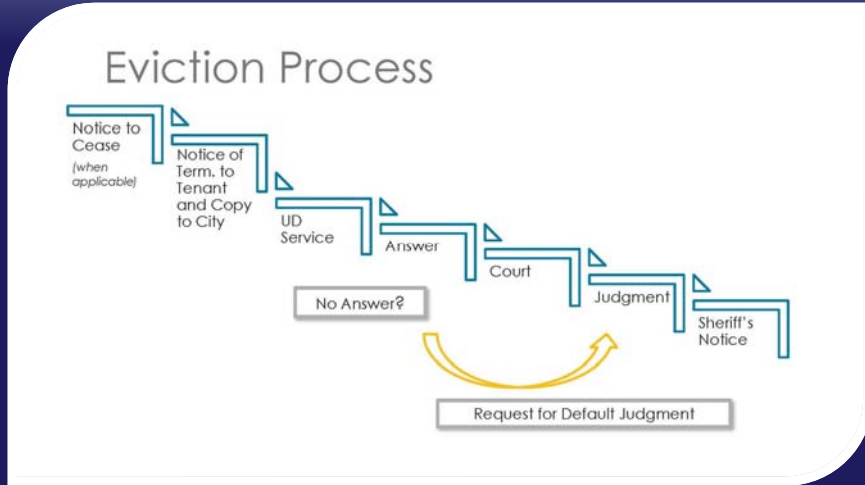 Eviction Process
Notice to
Cease
(when
applicable)
Notice of
Term. to
Tenant
and Copy
to City
UD
Service
Answer
Court
Judgment
Sheriff's
Notice
No Answer?
Request for Default Judgment